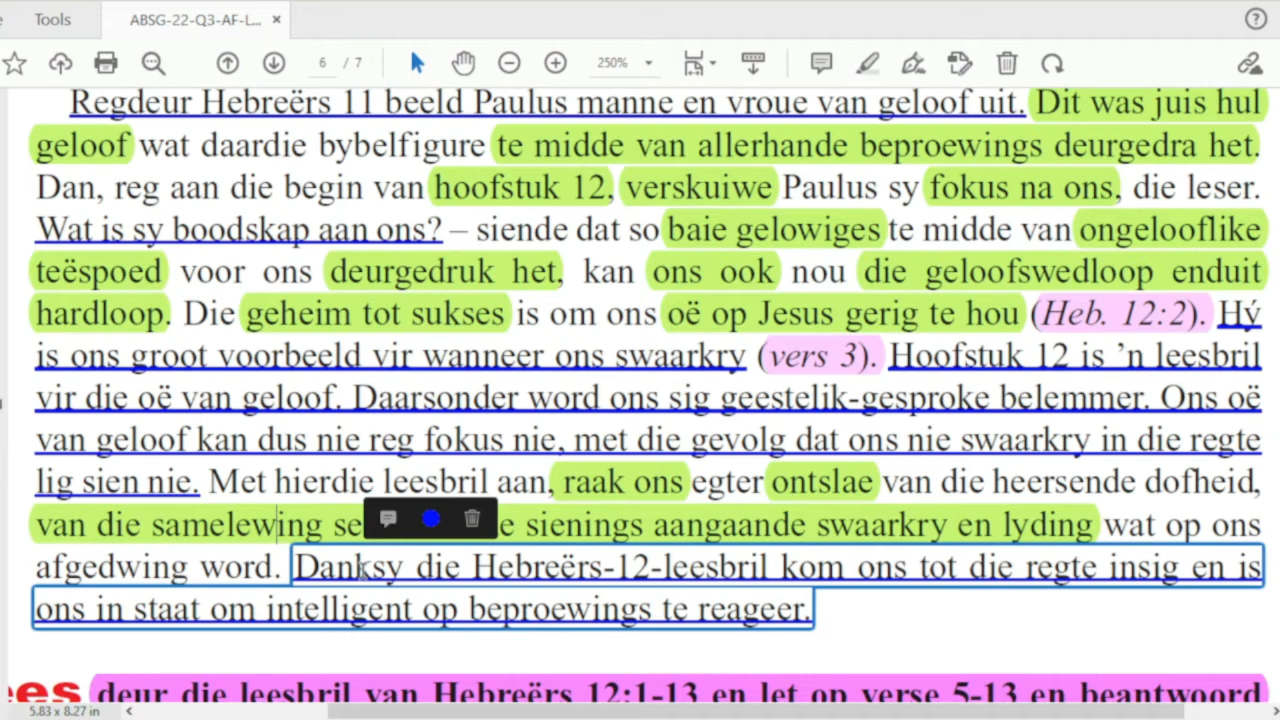 Tools
ABSG-22-Q3-AF-L... ×
6 / 7
250%
Regdeur Hebreërs 11 beeld Paulus manne en vroue van geloof uit. Dit was juis hul
geloof wat daardie bybelfigure te midde van allerhande beproewings deurgedra het.
Dan, reg aan die begin van hoofstuk 12, verskuiwe Paulus sy fokus na ons, die leser.
Wat is sy boodskap aan ons? – siende dat so baie gelowiges te midde van ongelooflike
teëspoed voor ons deurgedruk het, kan ons ook nou die geloofswedloop enduit
hardloop. Die geheim tot sukses is om ons oë op Jesus gerig te hou (Heb. 12:2). Hý
is ons groot voorbeeld vir wanneer ons swaarkry (vers 3). Hoofstuk 12 is ’n leesbril
vir die oë van geloof. Daarsonder word ons sig geestelik-gesproke belemmer. Ons oë
van geloof kan dus nie reg fokus nie, met die gevolg dat ons nie swaarkry in die regte
lig sien nie. Met hierdie leesbril aan, raak ons egter ontslae van die heersende dofheid,
van die samelewing se e sienings aangaande swaarkry en lyding wat op ons
afgedwing word. Danksy die Hebreërs-12-leesbril kom ons tot die regte insig en is
ons in staat om intelligent op beproewings te reageer.
ees deur die leesbril van Hebreërs 12:1-13 en let op verse 5-13 en beantwoord
5.83 x 8.27 in